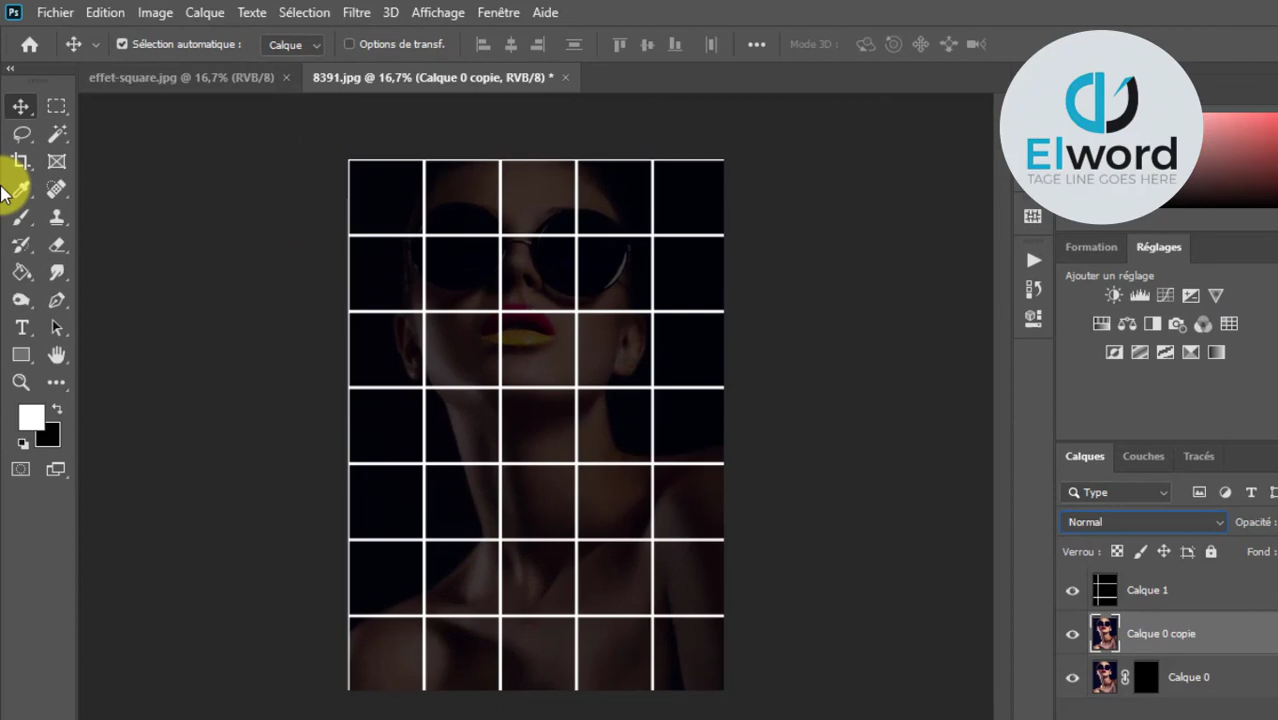 Ps Fichier Edition Image Calque Texte Sélection Filtre 3D Affichage Fenêtre Aide
Sélection automatique : Calque Options de transf. Mode 3D :
effet-square.jpg @ 16,7% (RVB/8) × 8391.jpg @ 16,7% (Calque 0 copie, RVB/8) * ×
Elword
TAGE LINE GOES HERE
T
Formation Réglages
Ajouter un réglage
Calques Couches Tracés
Type T
Normal Opacité :
Verrou : Fond :
Calque 1
Calque 0 copie
Calque 0